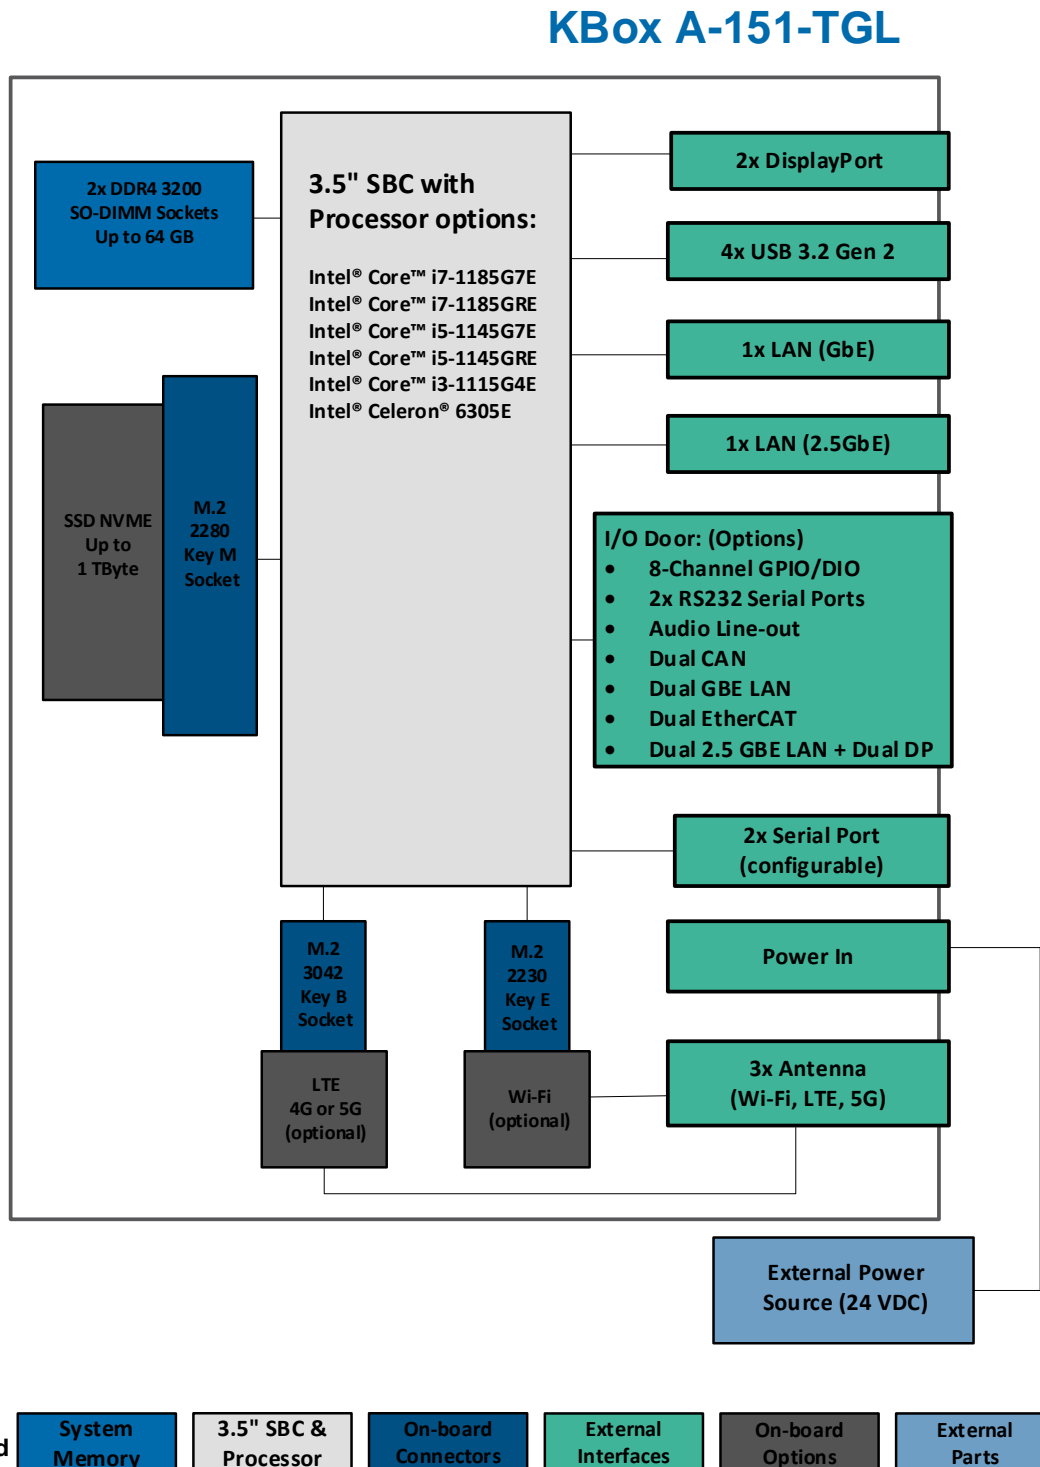 KBox A-151-TGL
2x DDR4 3200
SO-DIMM Sockets
Up to 64 GB
3.5" SBC with
Processor options:
Intel® Core™ i7-1185G7E
Intel® Core™ i7-1185GRE
Intel® Core™ i5-1145G7E
Intel® Core™ i5-1145GRE
Intel® Core™ i3-1115G4E
Intel® Celeron® 6305E
2x DisplayPort
4x USB 3.2 Gen 2
1x LAN (GbE)
1x LAN (2.5GbE)
SSD NVME
Up to
1 TByte
M.2
2280
Key M
Socket
I/O Door: (Options)
• 8-Channel GPIO/DIO
• 2x RS232 Serial Ports
• Audio Line-out
• Dual CAN
• Dual GBE LAN
• Dual EtherCAT
• Dual 2.5 GBE LAN + Dual DP
2x Serial Port
(configurable)
M.2
3042
Key B
Socket
M.2
2230
Key E
Socket
Power In
LTE
4G or 5G
(optional)
Wi-Fi
(optional)
3x Antenna
(Wi-Fi, LTE, 5G)
External Power
Source (24 VDC)
System
Memory
3.5" SBC &
Processor
On-board
Connectors
External
Interfaces
On-board
Options
External
Parts